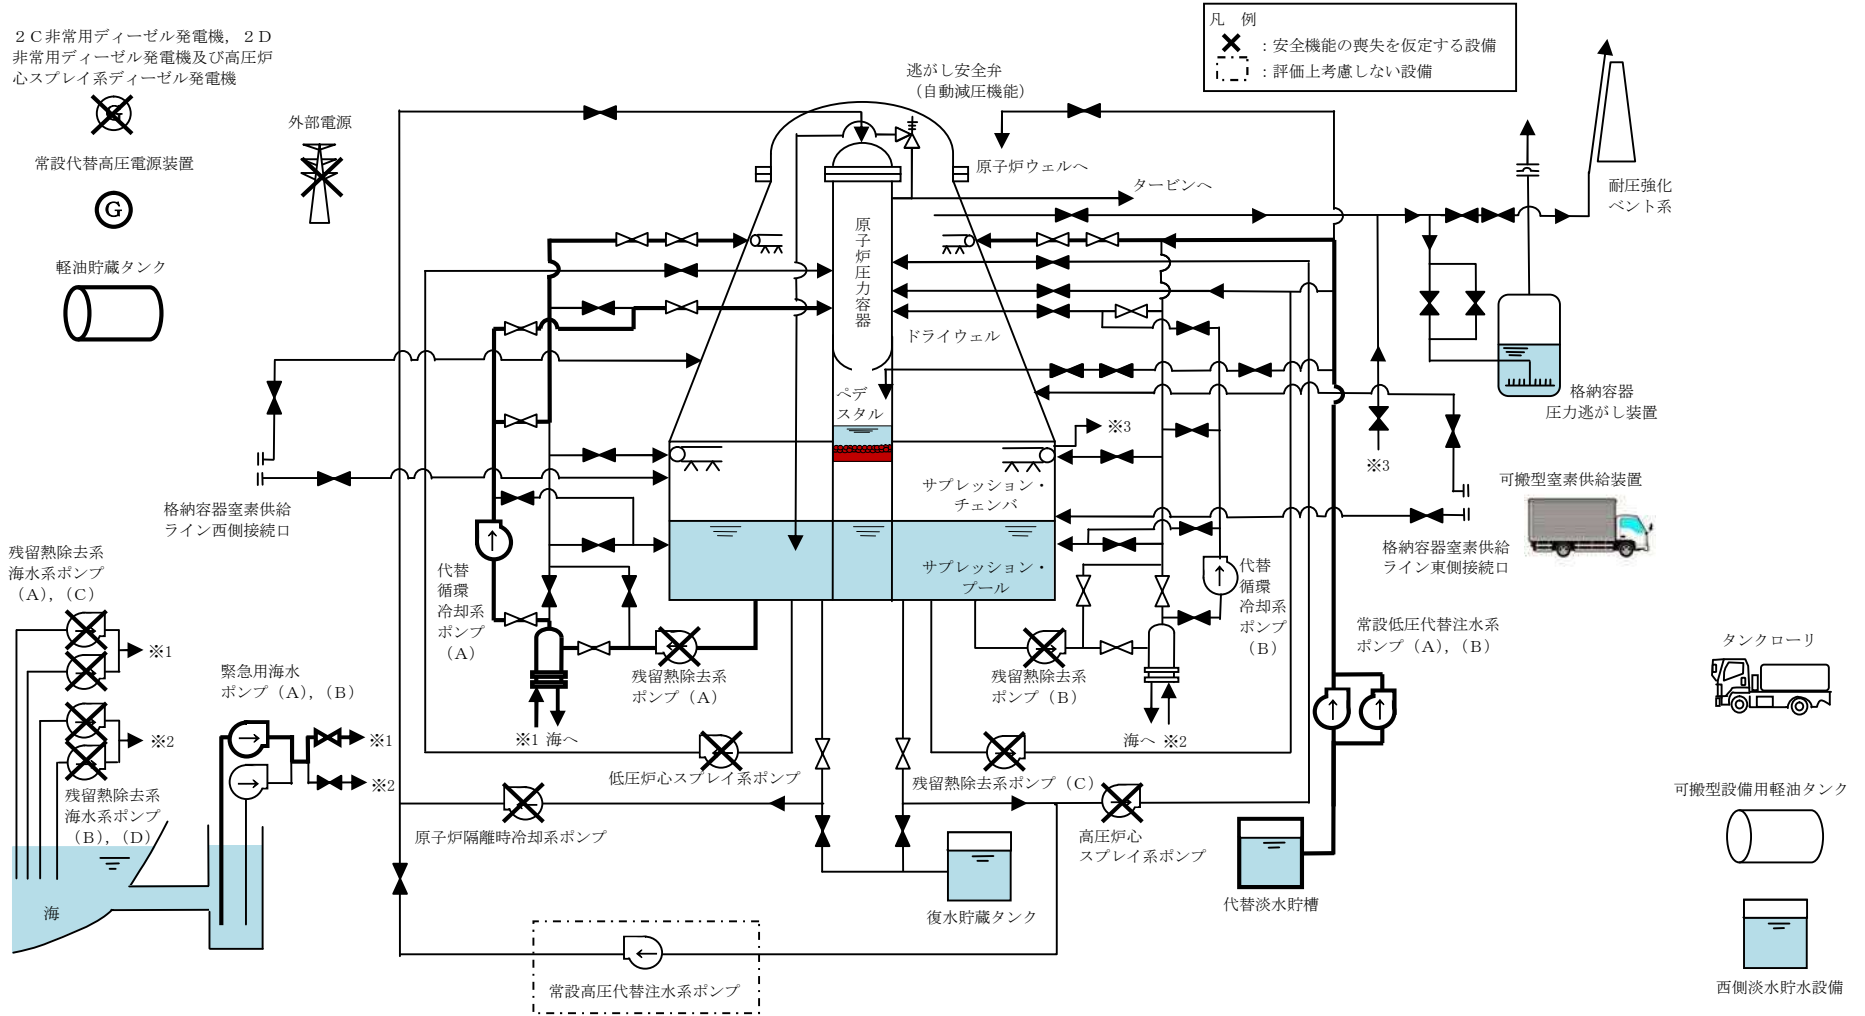 ２Ｃ非常用ディーゼル発電機，２Ｄ
非常用ディーゼル発電機及び高圧炉
心スプレイ系ディーゼル発電機
G
常設代替高圧電源装置
G
軽油貯蔵タンク
外部電源
逃がし安全弁
（自動減圧機能）
凡　例
：安全機能の喪失を仮定する設備
：評価上考慮しない設備
原子炉ウェルへ
タービンへ
耐圧強化
ベント系
原子炉圧力容器
ドライウェル
ペデ
スタル
※3
※3
格納容器
圧力逃がし装置
可搬型窒素供給装置
サプレッション・
チェンバ
サプレッション・
プール
格納容器窒素供給
ライン西側接続口
格納容器窒素供給
ライン東側接続口
残留熱除去系
海水系ポンプ
（A），（C）
※1
※2
残留熱除去系
海水系ポンプ
（B），（D）
海
緊急用海水
ポンプ（A），（B）
※1
※2
代替
循環
冷却系
ポンプ
（A）
残留熱除去系
ポンプ（A）
※1
海へ
代替
循環
冷却系
ポンプ
（B）
残留熱除去系
ポンプ（B）
海へ
※2
常設低圧代替注水系
ポンプ（A），（B）
タンクローリ
低圧炉心スプレイ系ポンプ
残留熱除去系ポンプ（C）
原子炉隔離時冷却系ポンプ
高圧炉心
スプレイ系ポンプ
可搬型設備用軽油タンク
復水貯蔵タンク
代替淡水貯槽
常設高圧代替注水系ポンプ
西側淡水貯水設備